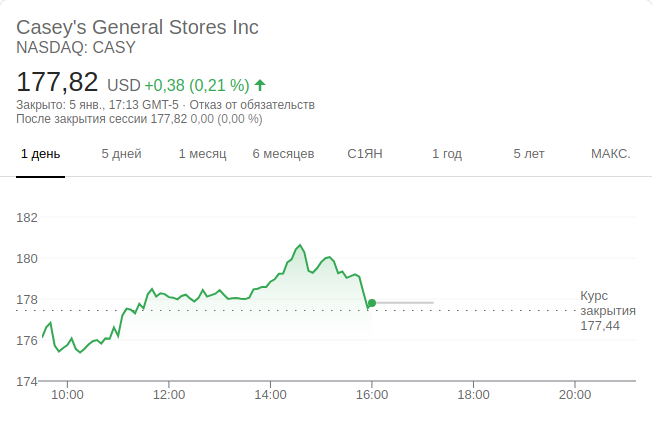 Casey's General Stores Inc
NASDAQ: CASY
177,82 USD +0,38 (0,21 %)
Закрыто: 5 янв., 17:13 GMT-5 · Отказ от обязательств
После закрытия сессии 177,82 0,00 (0,00 %)
1 день 5 дней 1 месяц 6 месяцев С1ЯН 1 год 5 лет МАКС.
182
180
178
176
174
Курс
закрытия
177,44
10:00 12:00 14:00 16:00 18:00 20:00